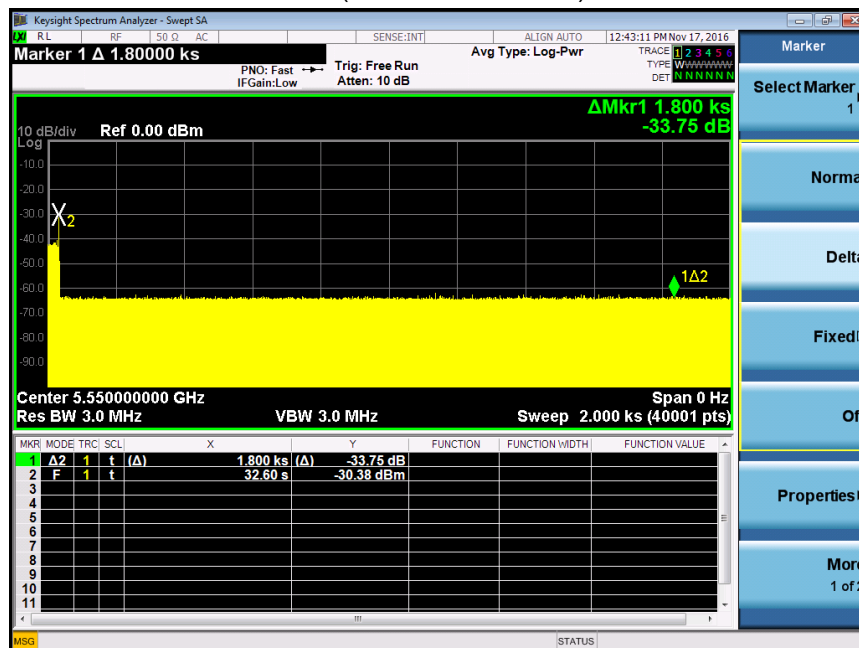 Keysight Spectrum Analyzer - Swept SA
LXI RL RF 50 Ω AC SENSE:INT ALIGN AUTO 12:43:11 PM Nov 17, 2016
Marker 1 Δ 1.80000 ks
PNO: Fast
IFGain:Low
Trig: Free Run
Atten: 10 dB
Avg Type: Log-Pwr
TRACE 1 2 3 4 5 6
TYPE W
DET N N N N N N
ΔMkr1 1.800 ks
-33.75 dB
10 dB/div Ref 0.00 dBm
Log
-10.0
-20.0
-30.0
-40.0
-50.0
-60.0
-70.0
-80.0
-90.0
X2
1Δ2
Center 5.550000000 GHz Span 0 Hz
Res BW 3.0 MHz VBW 3.0 MHz Sweep 2.000 ks (40001 pts)
MKR MODE TRC SCL X Y FUNCTION FUNCTION WIDTH FUNCTION VALUE
1 Δ2 1 t (Δ) 1.800 ks (Δ) -33.75 dB
2 F 1 t 32.60 s -30.38 dBm
3
4
5
6
7
8
9
10
11
MSG STATUS
Marker
Select Marker
1
Norma
Delta
Fixed
Of
Properties
More
1 of 2